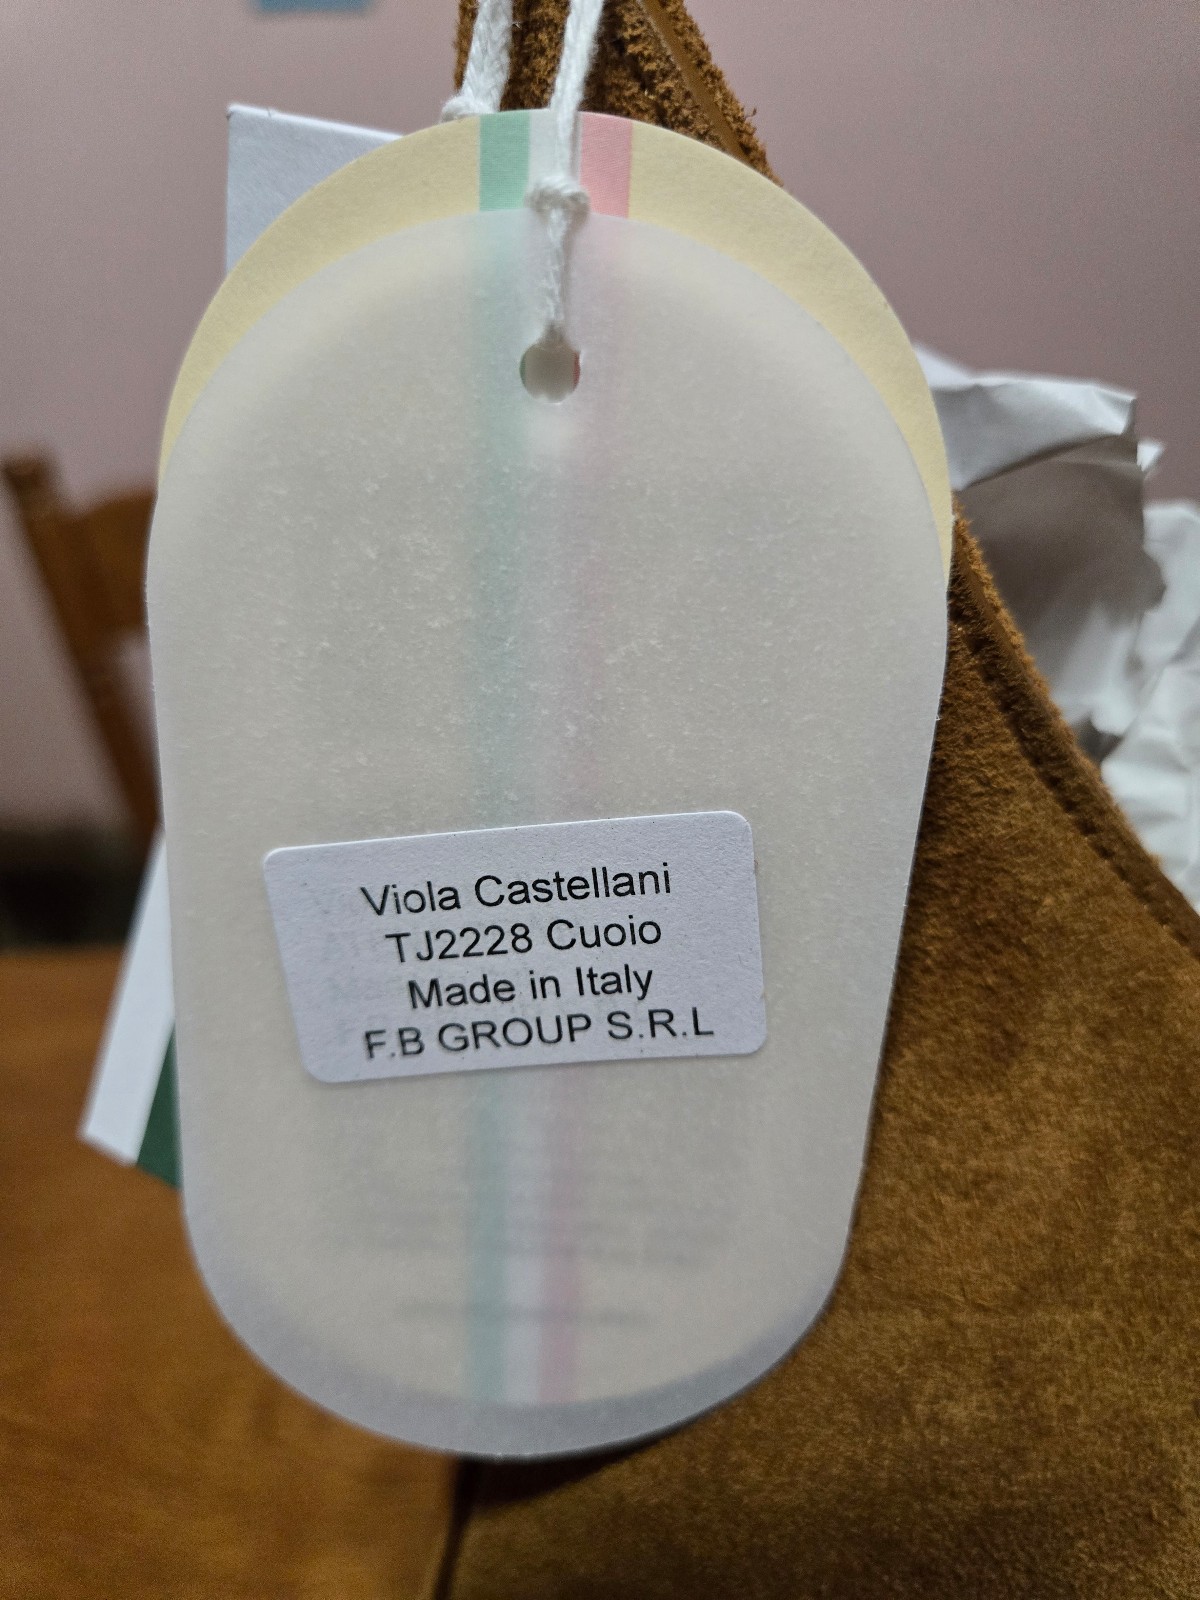 Viola Castellani
TJ2228 Cuoio
Made in Italy
F.B GROUP S.R.L